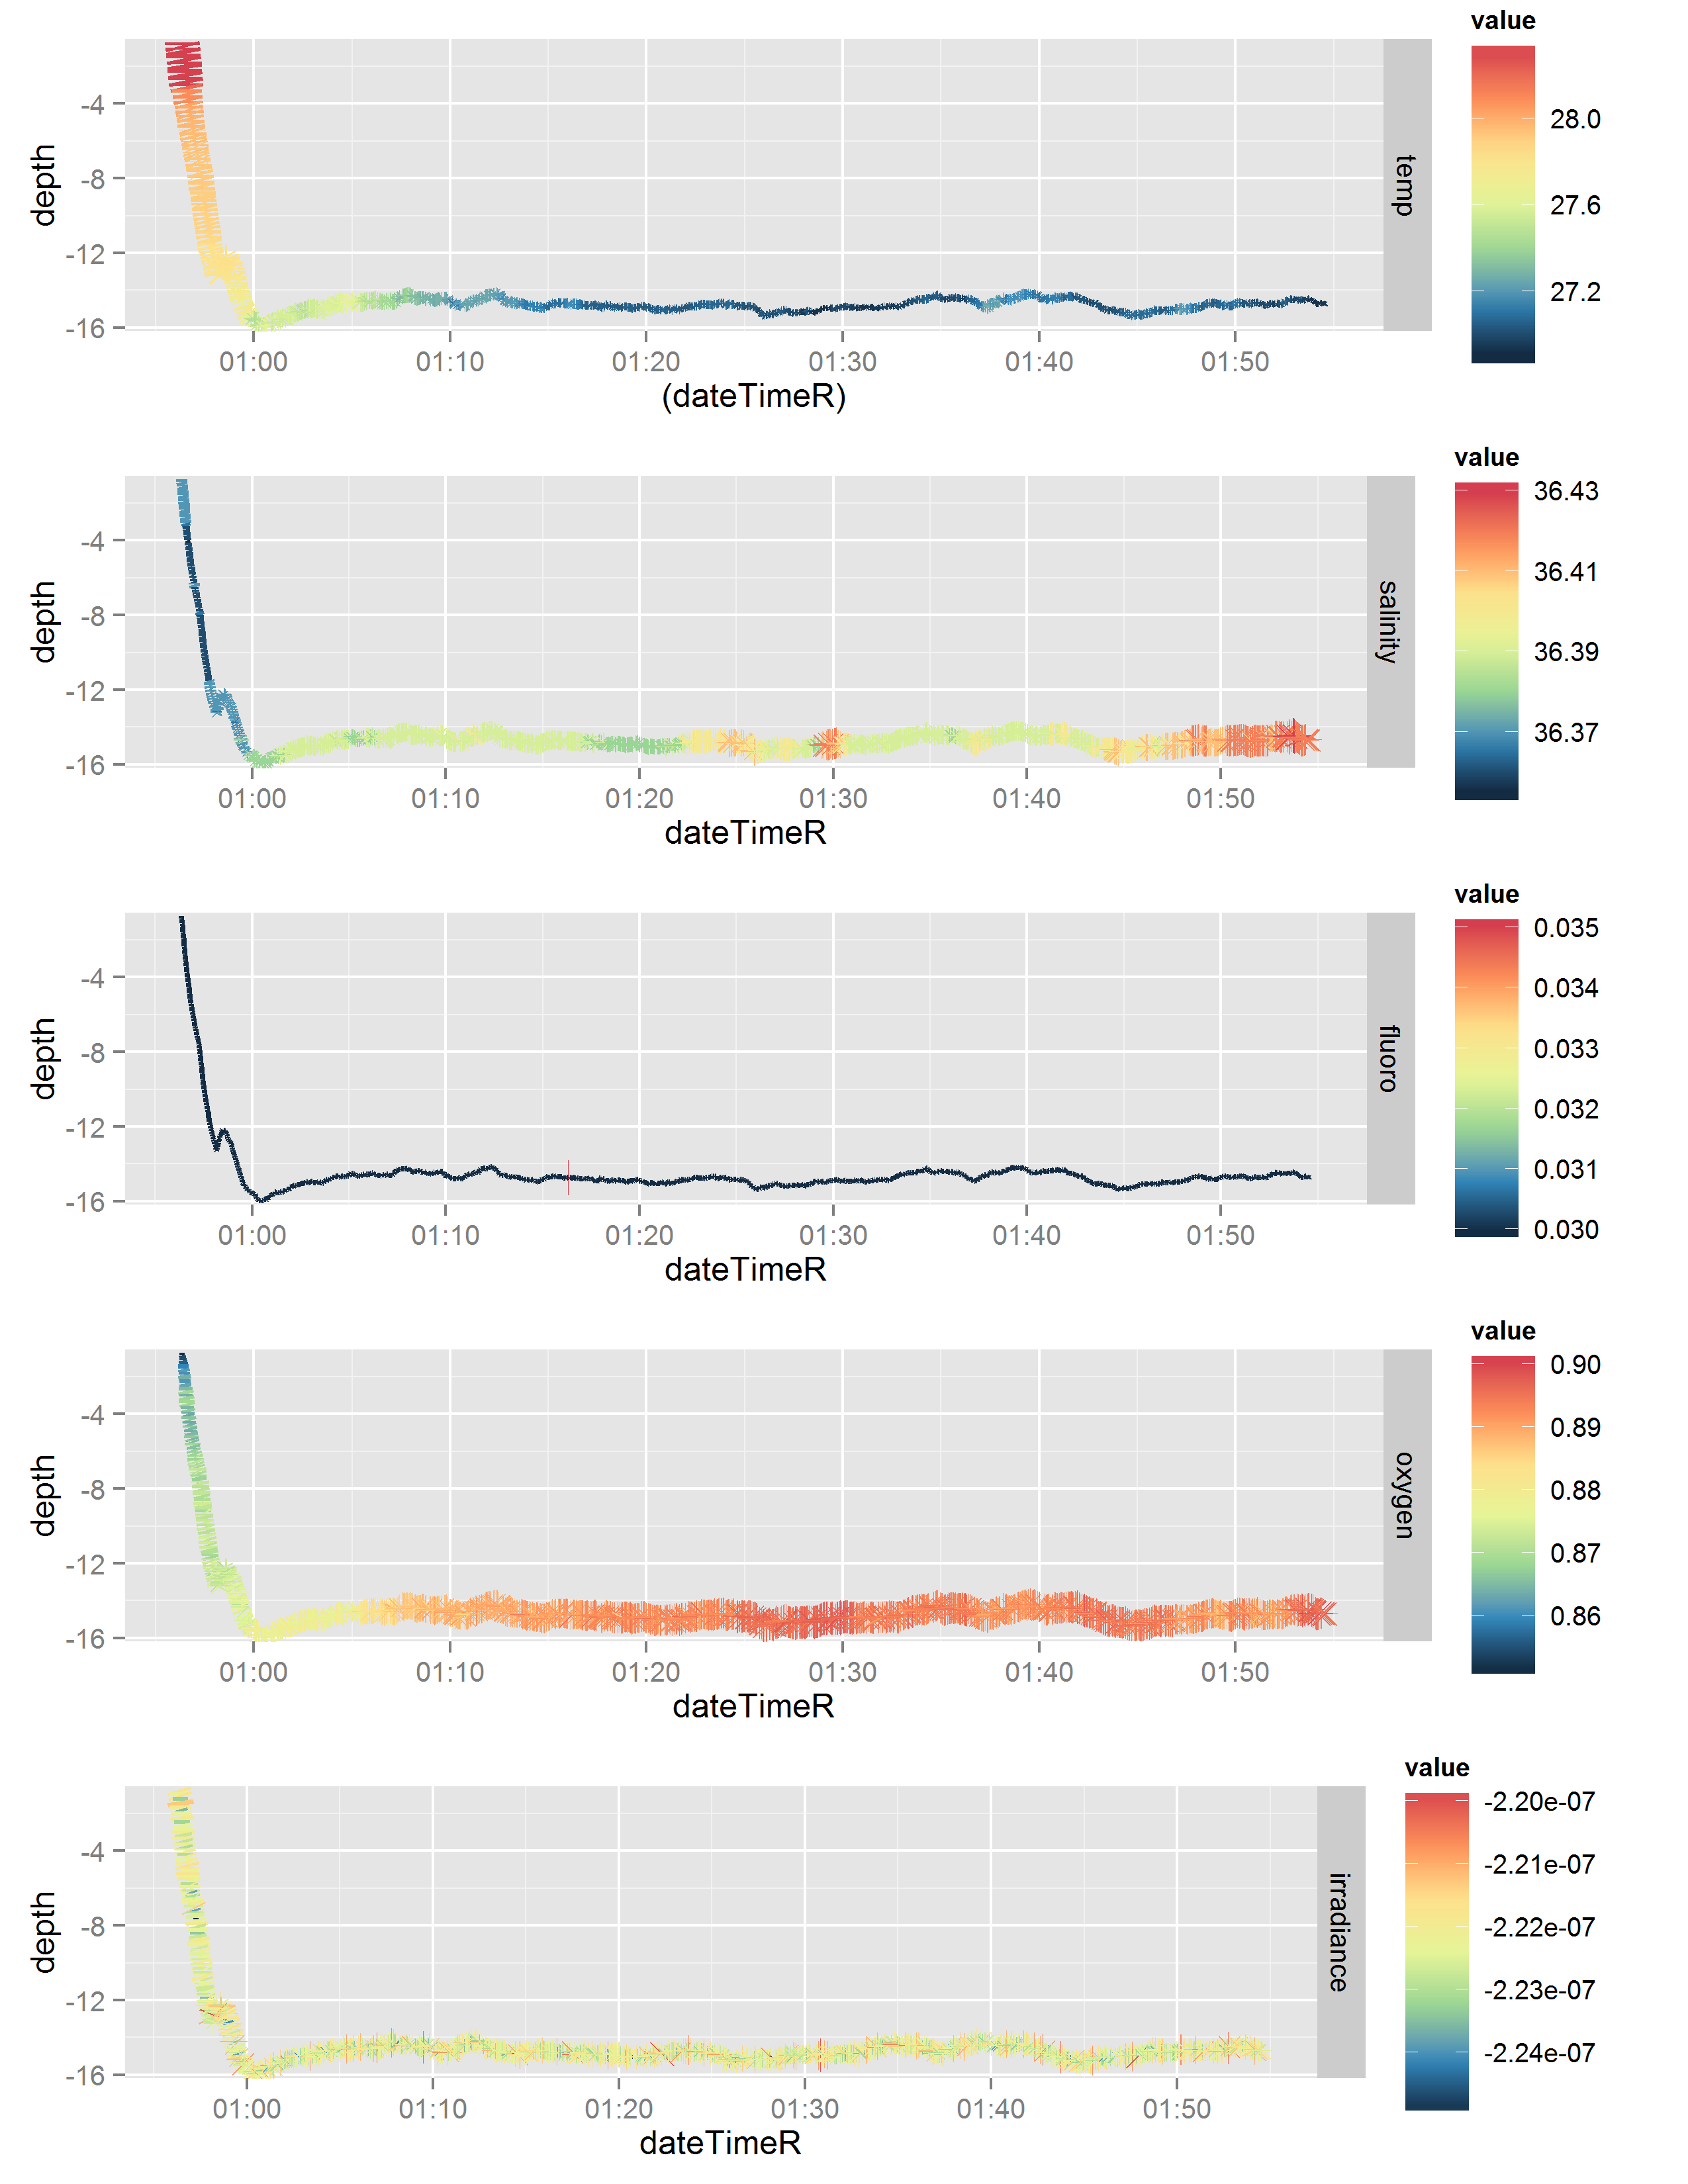 value
-4
-8
-12
-16
depth
temp
28.0
27.6
27.2
01:00 01:10 01:20 01:30 01:40 01:50
(dateTimeR)
value
-4
-8
-12
-16
depth
salinity
36.43
36.41
36.39
36.37
01:00 01:10 01:20 01:30 01:40 01:50
dateTimeR
value
-4
-8
-12
-16
depth
fluoro
0.035
0.034
0.033
0.032
0.031
0.030
01:00 01:10 01:20 01:30 01:40 01:50
dateTimeR
value
-4
-8
-12
-16
depth
oxygen
0.90
0.89
0.88
0.87
0.86
01:00 01:10 01:20 01:30 01:40 01:50
dateTimeR
value
-4
-8
-12
-16
depth
irradiance
-2.20e-07
-2.21e-07
-2.22e-07
-2.23e-07
-2.24e-07
01:00 01:10 01:20 01:30 01:40 01:50
dateTimeR